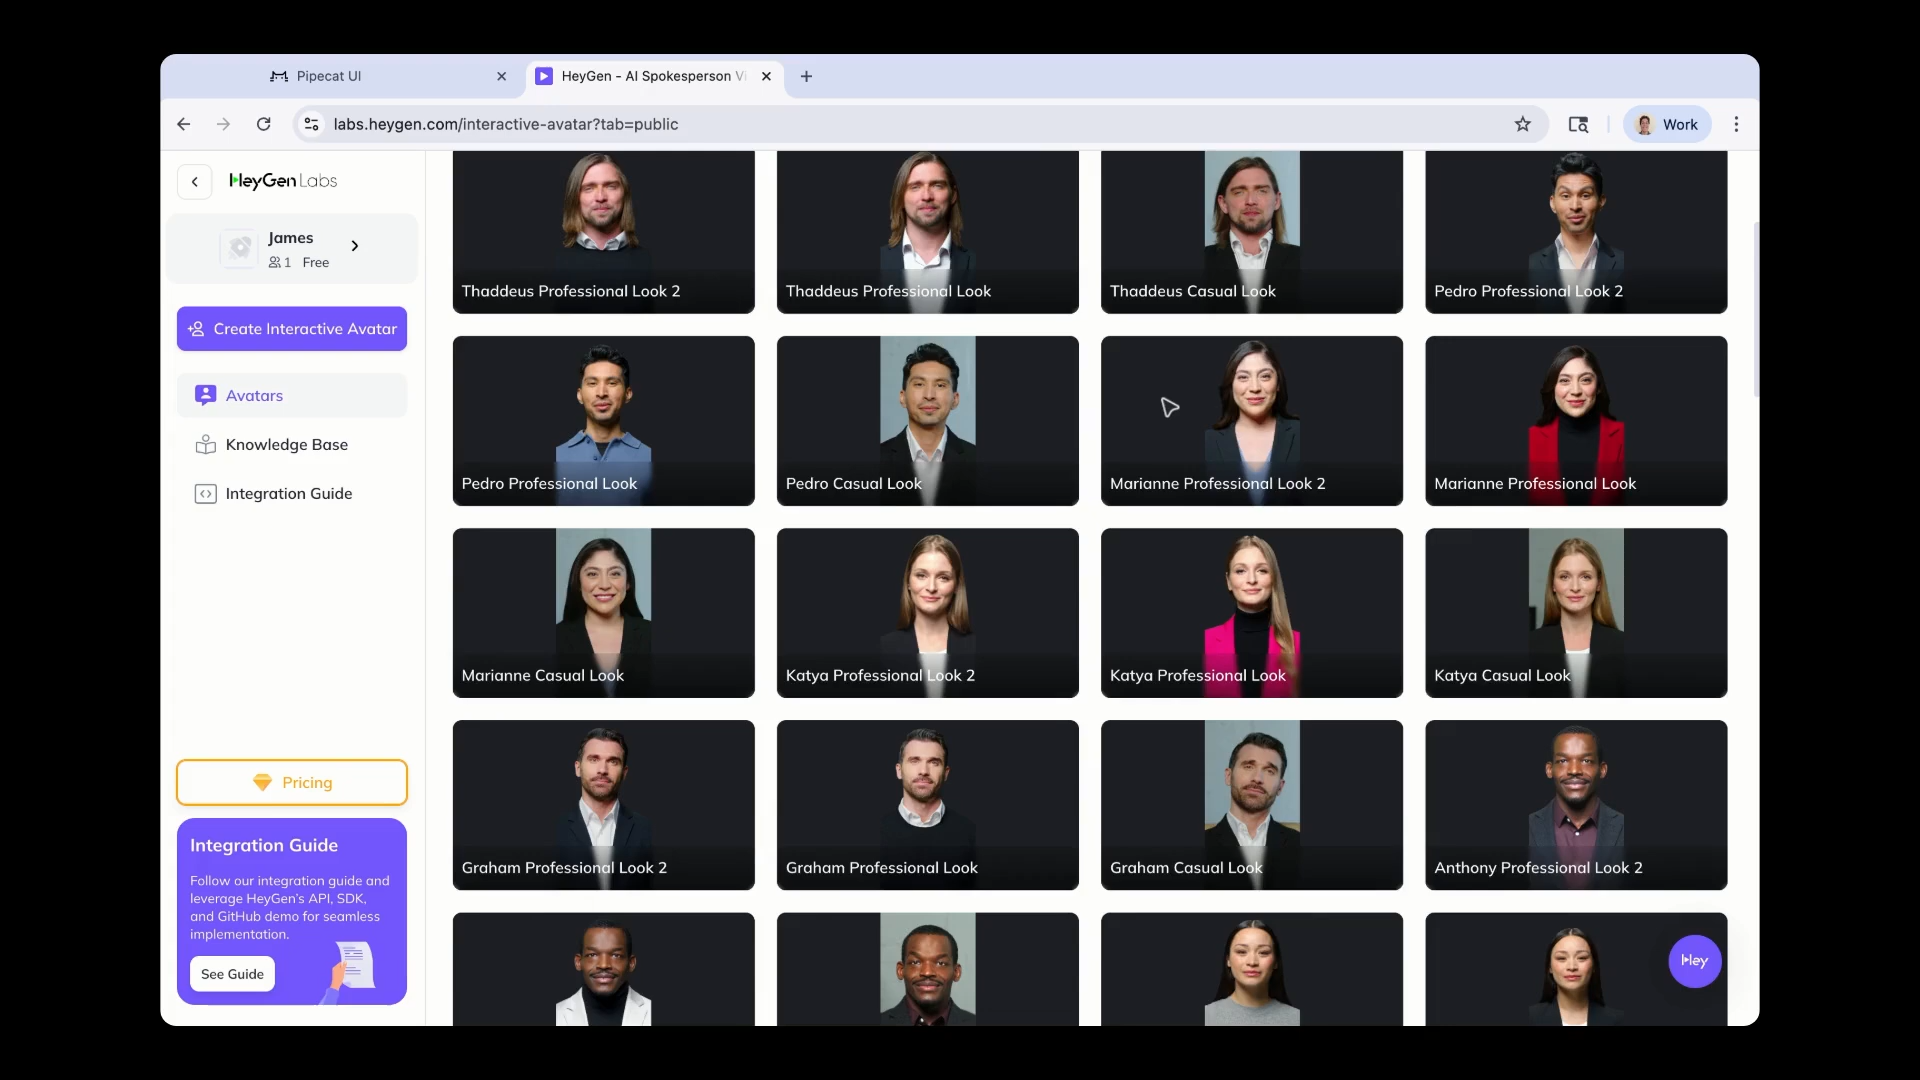 Pipecat UI
HeyGen - AI Spokesperson Vi
labs.heygen.com/interactive-avatar?tab=public
Work
HeyGen Labs
James
1 Free
Create Interactive Avatar
Avatars
Knowledge Base
Integration Guide
Pricing
Integration Guide
Follow our integration guide and
leverage HeyGen's API, SDK,
and GitHub demo for seamless
implementation.
See Guide
Thaddeus Professional Look 2
Thaddeus Professional Look
Thaddeus Casual Look
Pedro Professional Look 2
Pedro Professional Look
Pedro Casual Look
Marianne Professional Look 2
Marianne Professional Look
Marianne Casual Look
Katya Professional Look 2
Katya Professional Look
Katya Casual Look
Graham Professional Look 2
Graham Professional Look
Graham Casual Look
Anthony Professional Look 2
Hey